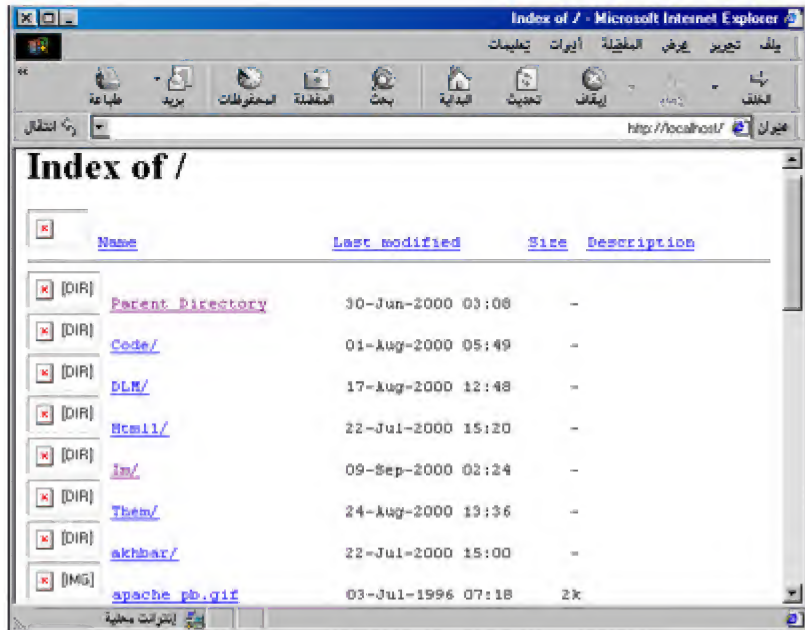 Index of / - Microsoft Internet Explorer
ملف تحرير عرض المفضلة أدوات تعليمات
الخلف إيقاف تحديث البداية بحث المفضلة المحفوظات بريد طباعة
عنوان http://localhost/ انتقال
Index of /
Name Last modified Size Description
[DIR] Parent Directory 30-Jun-2000 03:08 -
[DIR] Code/ 01-Aug-2000 05:49 -
[DIR] DLM/ 17-Aug-2000 12:48 -
[DIR] Html1/ 22-Jul-2000 15:20 -
[DIR] Im/ 09-Sep-2000 02:24 -
[DIR] Them/ 24-Aug-2000 13:36 -
[DIR] akhbar/ 22-Jul-2000 15:00 -
[IMG] apache_pb.gif 03-Jul-1996 07:18 2k
إنترانت محلية